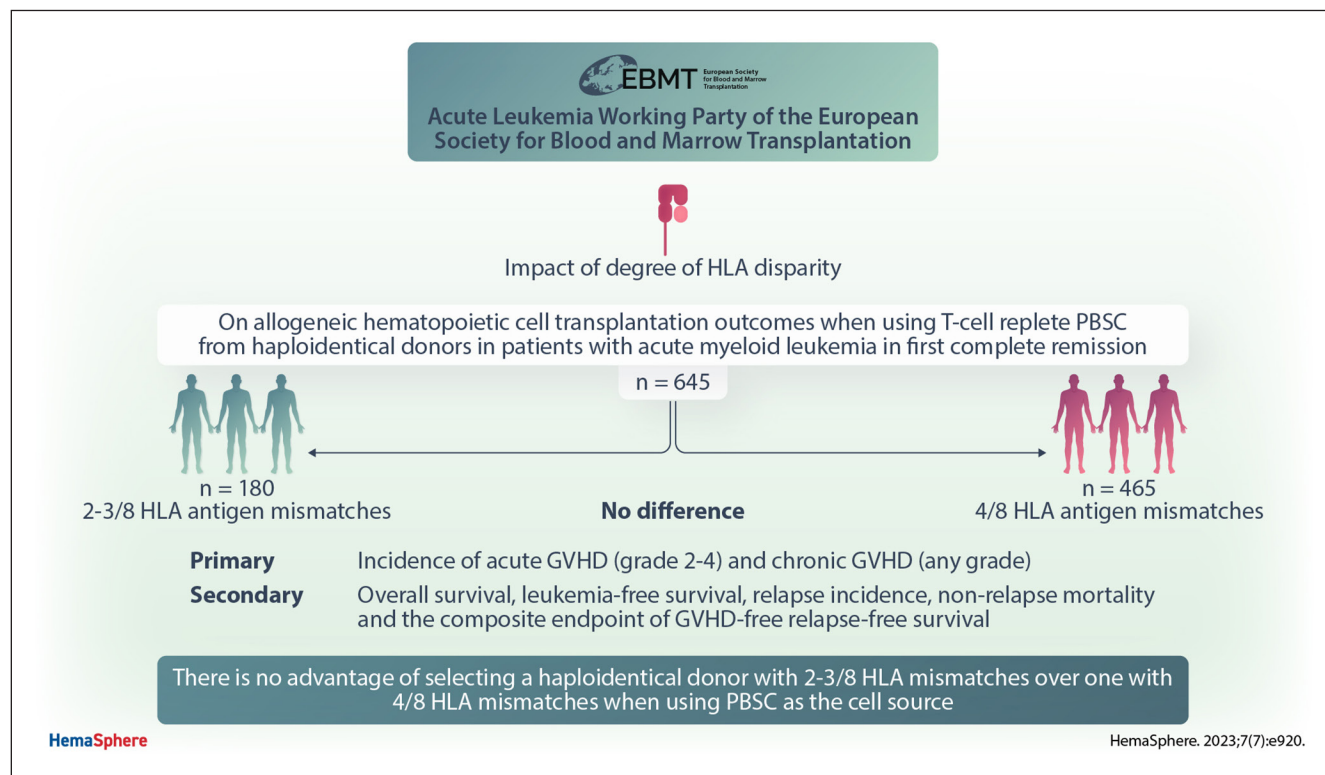 EBMT
European Society
for Blood and Marrow
Transplantation
Acute Leukemia Working Party of the European
Society for Blood and Marrow Transplantation
Impact of degree of HLA disparity
On allogeneic hematopoietic cell transplantation outcomes when using T-cell replete PBSC
from haploidentical donors in patients with acute myeloid leukemia in first complete remission
n = 645
n = 180
2-3/8 HLA antigen mismatches
No difference
n = 465
4/8 HLA antigen mismatches
Primary Incidence of acute GVHD (grade 2-4) and chronic GVHD (any grade)
Secondary Overall survival, leukemia-free survival, relapse incidence, non-relapse mortality
and the composite endpoint of GVHD-free relapse-free survival
There is no advantage of selecting a haploidentical donor with 2-3/8 HLA mismatches over one with
4/8 HLA mismatches when using PBSC as the cell source
HemaSphere
HemaSphere. 2023;7(7):e920.